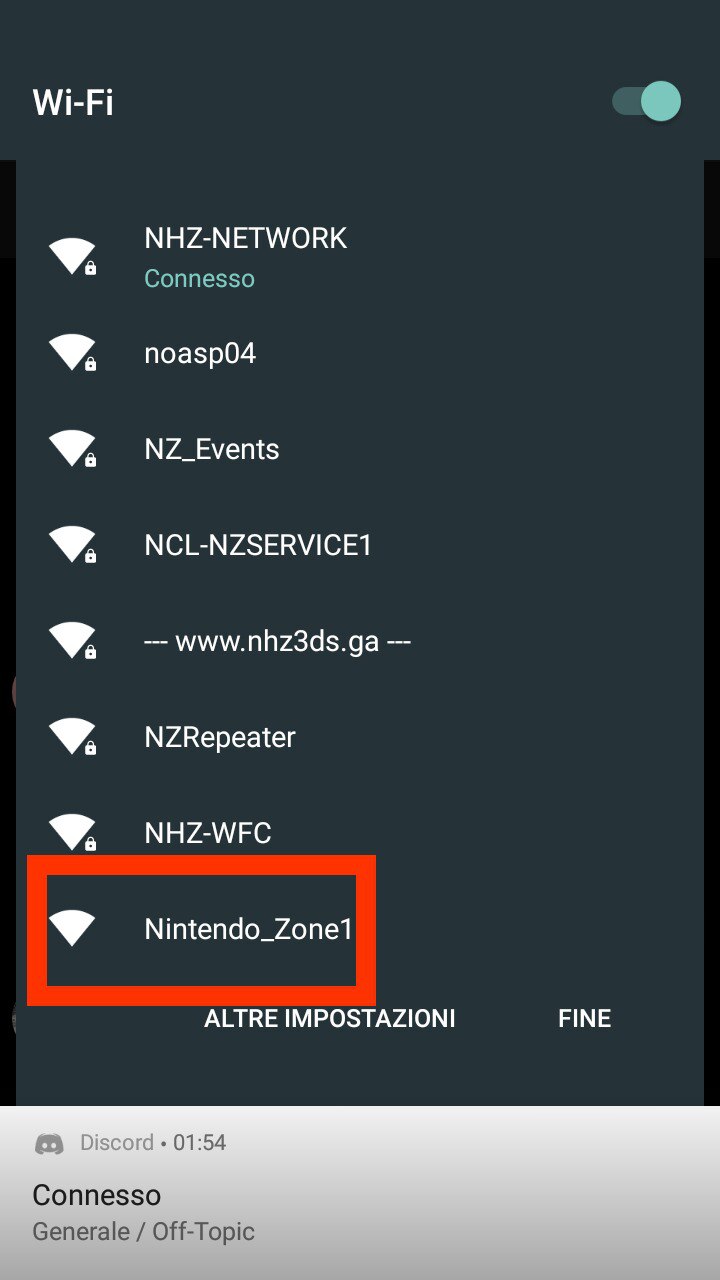 Wi-Fi
NHZ-NETWORK
Connesso
noasp04
NZ_Events
NCL-NZSERVICE1
--- www.nhz3ds.ga ---
NZRepeater
NHZ-WFC
Nintendo_Zone1
ALTRE IMPOSTAZIONI FINE
Discord • 01:54
Connesso
Generale / Off-Topic